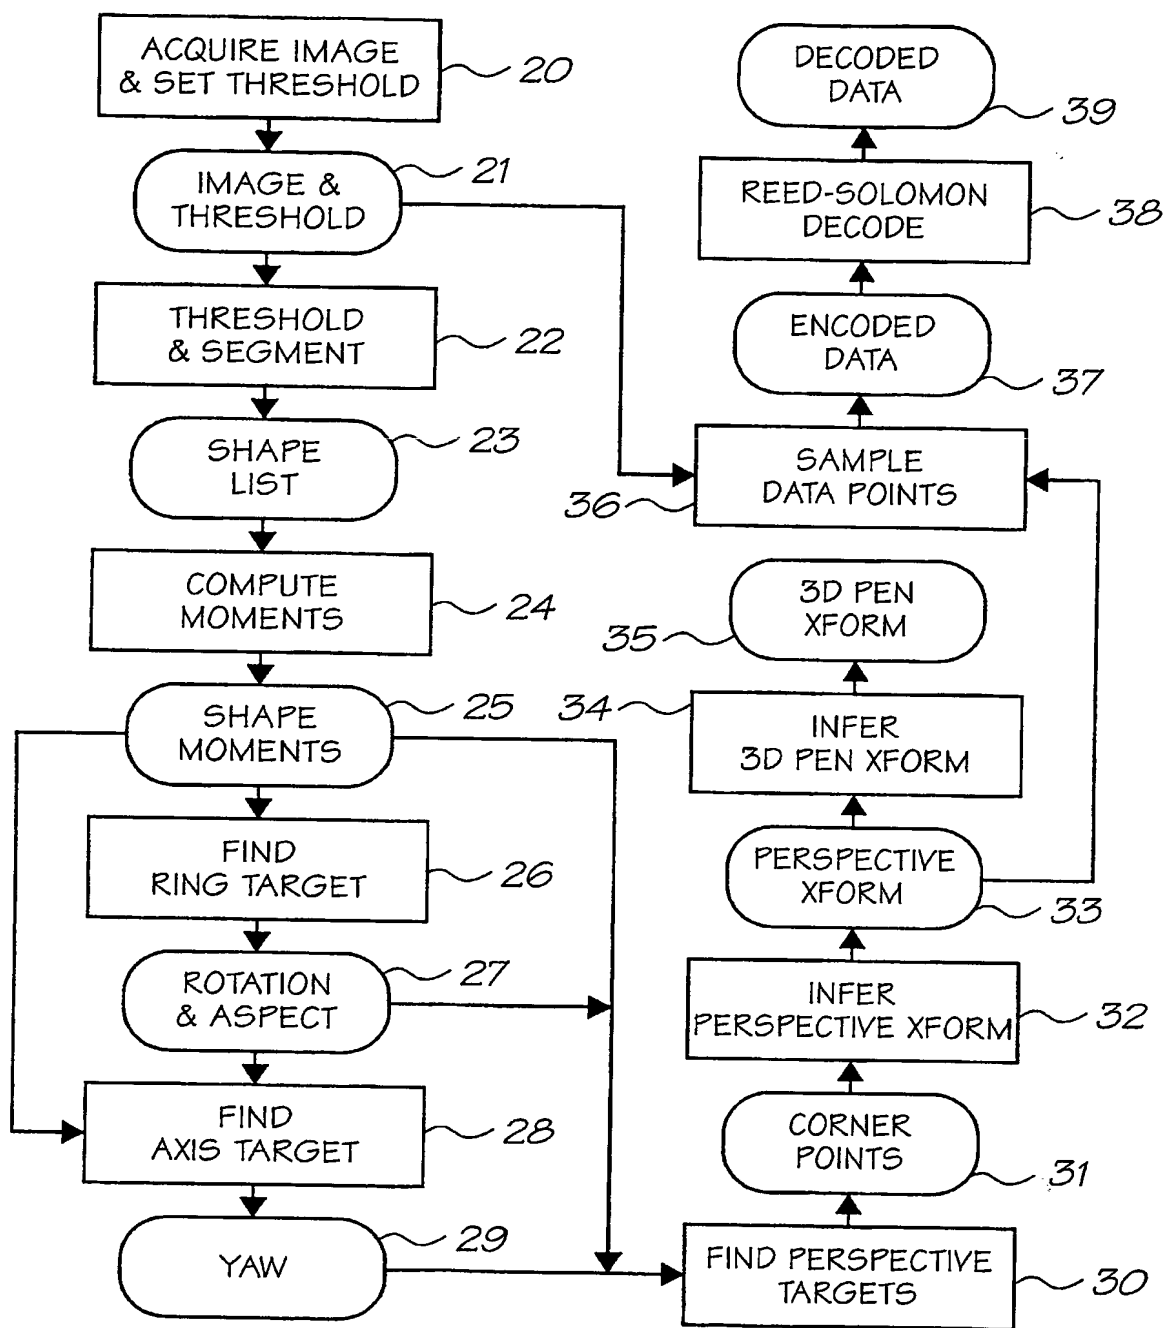 ACQUIRE IMAGE
& SET THRESHOLD
20
IMAGE &
THRESHOLD
21
THRESHOLD
& SEGMENT
22
SHAPE
LIST
23
COMPUTE
MOMENTS
24
SHAPE
MOMENTS
25
FIND
RING TARGET
26
ROTATION
& ASPECT
27
FIND
AXIS TARGET
28
YAW
29
FIND PERSPECTIVE
TARGETS
30
CORNER
POINTS
31
INFER
PERSPECTIVE XFORM
32
PERSPECTIVE
XFORM
33
INFER
3D PEN XFORM
34
3D PEN
XFORM
35
SAMPLE
DATA POINTS
36
ENCODED
DATA
37
REED-SOLOMON
DECODE
38
DECODED
DATA
39